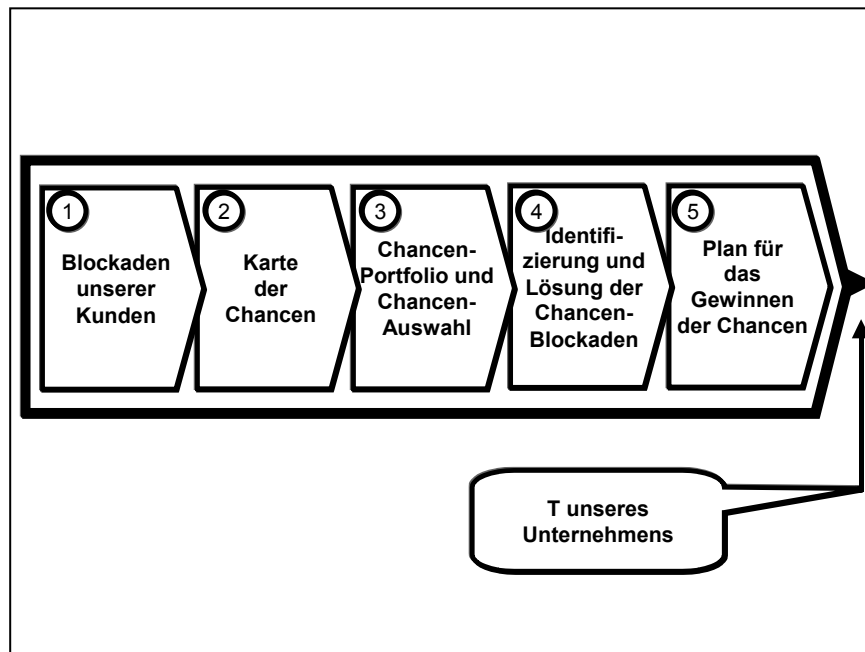 1
Blockaden
unserer
Kunden
2
Karte
der
Chancen
3
Chancen-
Portfolio und
Chancen-
Auswahl
4
Identifi-
zierung und
Lösung der
Chancen-
Blockaden
5
Plan für
das
Gewinnen
der Chancen
T unseres
Unternehmens